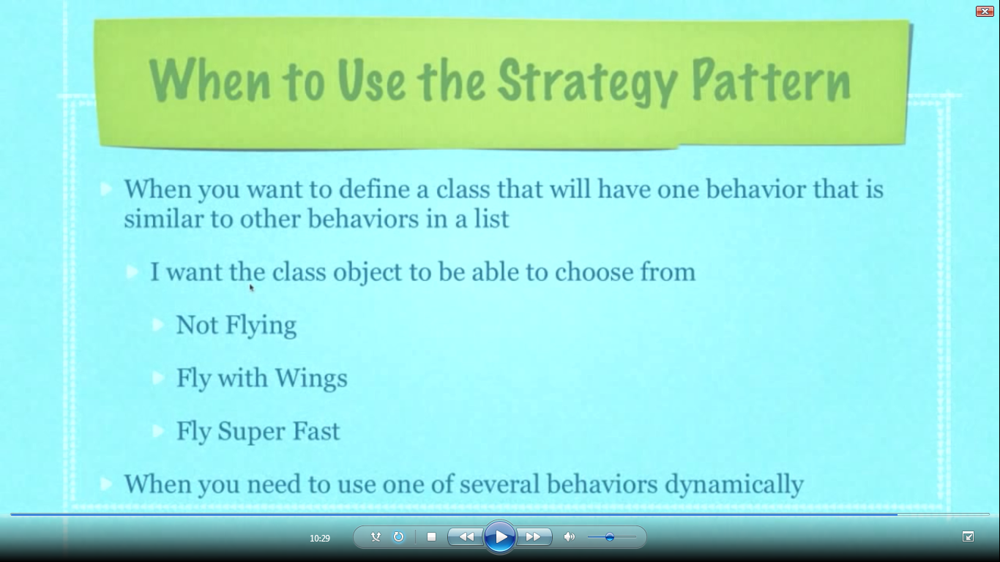 When to Use the Strategy Pattern
When you want to define a class that will have one behavior that is
similar to other behaviors in a list
I want the class object to be able to choose from
Not Flying
Fly with Wings
Fly Super Fast
When you need to use one of several behaviors dynamically
10:29